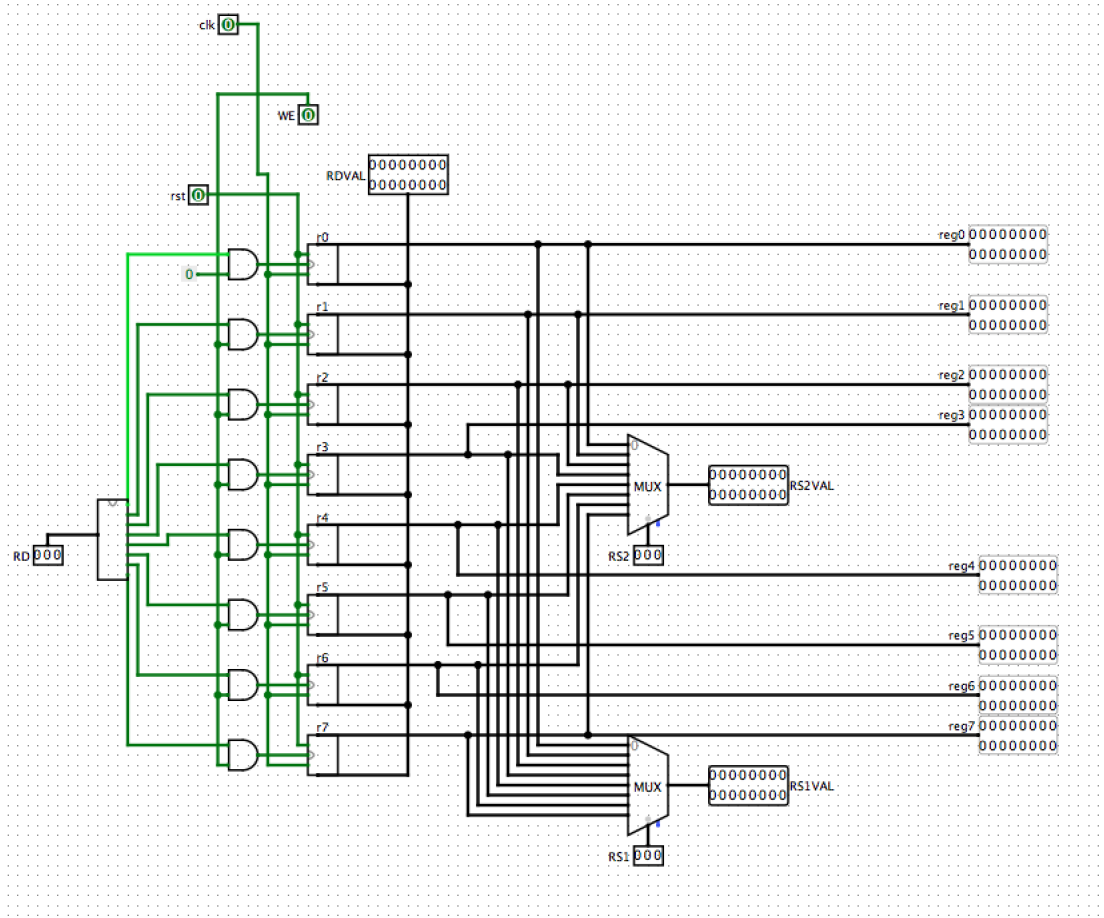 clk 0
WE 0
RDVAL 00000000
00000000
rst 0
r0
reg0 00000000
00000000
0
r1
reg1 00000000
00000000
r2
reg2 00000000
00000000
r3
reg3 00000000
00000000
0
MUX
00000000
00000000
RS2VAL
r4
RD 000
RS2 000
reg4 00000000
00000000
r5
reg5 00000000
00000000
r6
reg6 00000000
00000000
r7
reg7 00000000
00000000
0
MUX
00000000
00000000
RS1VAL
RS1 000